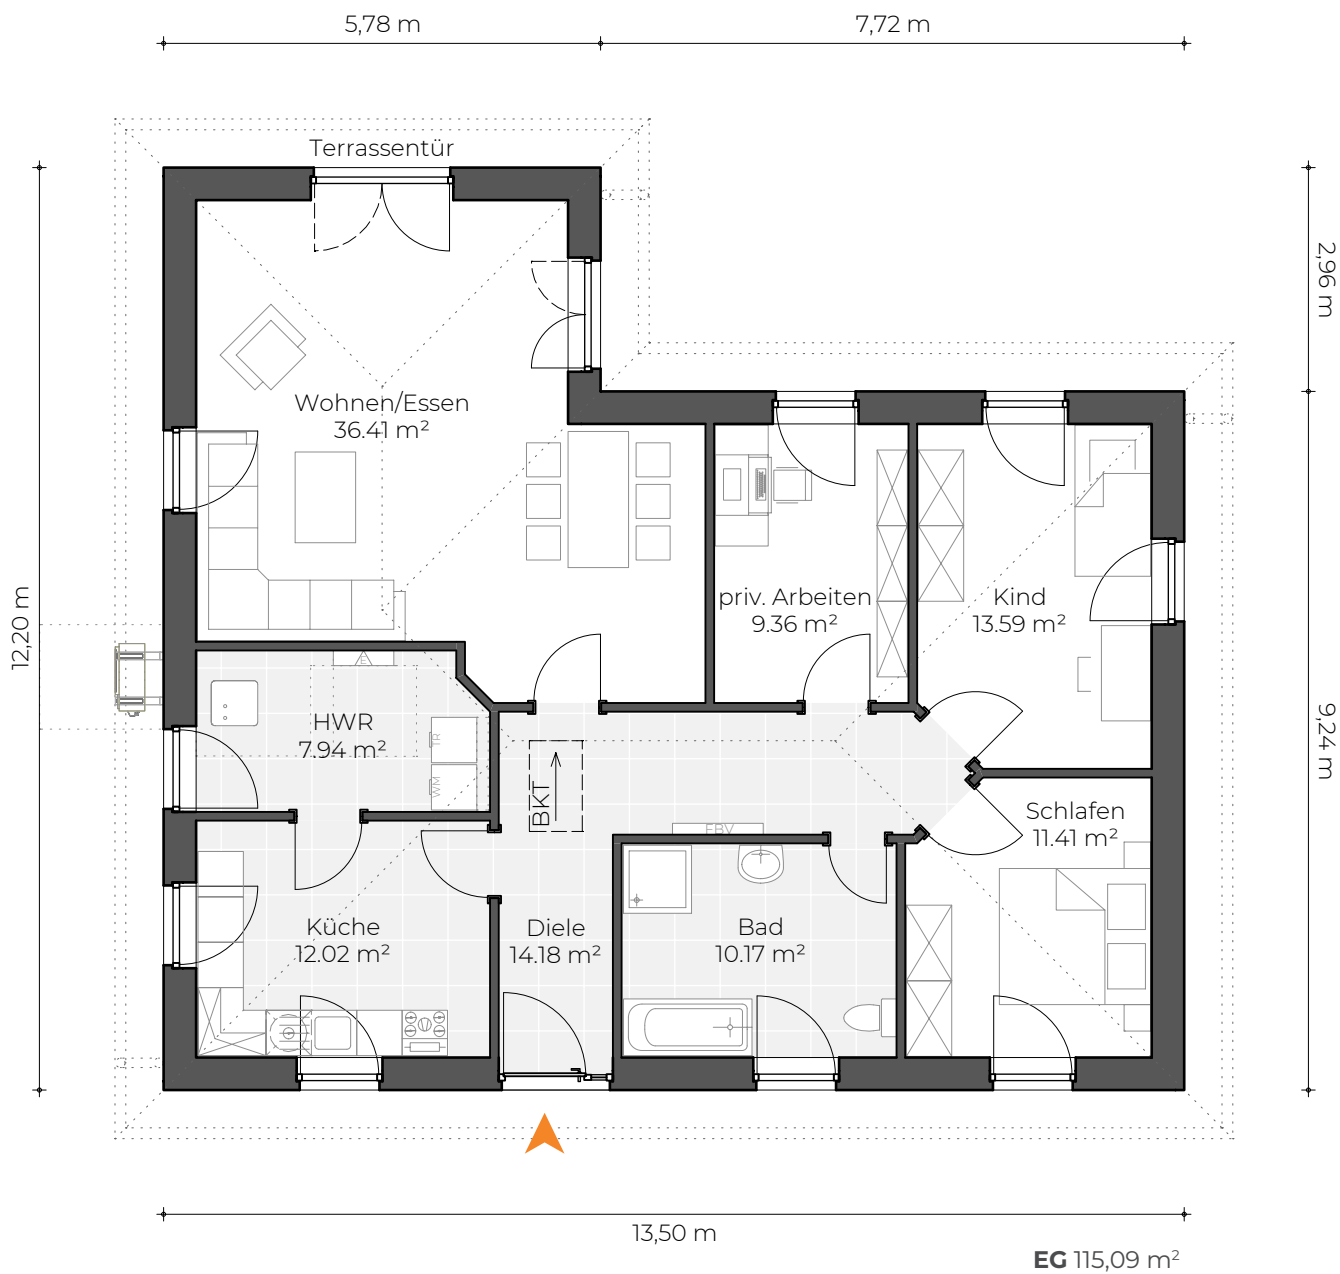 5,78 m
7,72 m
Terrassentür
2,96 m
Wohnen/Essen
36.41 m²
12,20 m
priv. Arbeiten
9.36 m²
Kind
13.59 m²
9,24 m
HWR
7.94 m²
TR
WM
BKT
EBV
Schlafen
11.41 m²
Küche
12.02 m²
Diele
14.18 m²
Bad
10.17 m²
13,50 m
EG 115,09 m²